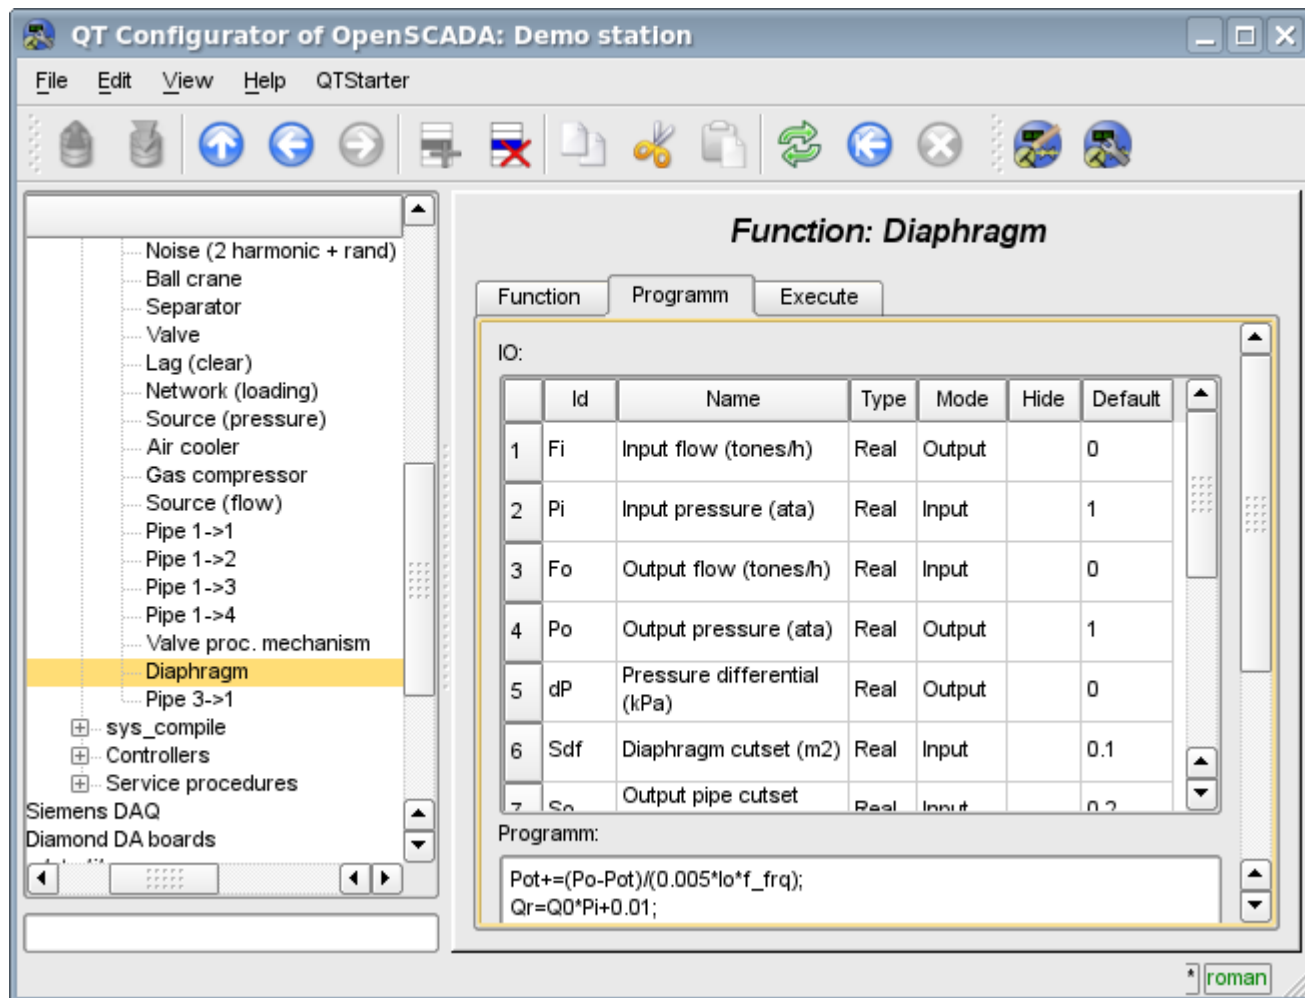 QT Configurator of OpenSCADA: Demo station
File Edit View Help QTStarter
Noise (2 harmonic + rand)
Ball crane
Separator
Valve
Lag (clear)
Network (loading)
Source (pressure)
Air cooler
Gas compressor
Source (flow)
Pipe 1->1
Pipe 1->2
Pipe 1->3
Pipe 1->4
Valve proc. mechanism
Diaphragm
Pipe 3->1
sys_compile
Controllers
Service procedures
Siemens DAQ
Diamond DA boards
Function: Diaphragm
Function Programm Execute
IO:
Id Name Type Mode Hide Default
1 Fi Input flow (tones/h) Real Output 0
2 Pi Input pressure (ata) Real Input 1
3 Fo Output flow (tones/h) Real Input 0
4 Po Output pressure (ata) Real Output 1
5 dP Pressure differential (kPa) Real Output 0
6 Sdf Diaphragm cutset (m2) Real Input 0.1
7 So Output pipe cutset Real Input 0.2
Programm:
Pot+=(Po-Pot)/(0.005*lo*f_frq);
Qr=Q0*Pi+0.01;
* roman